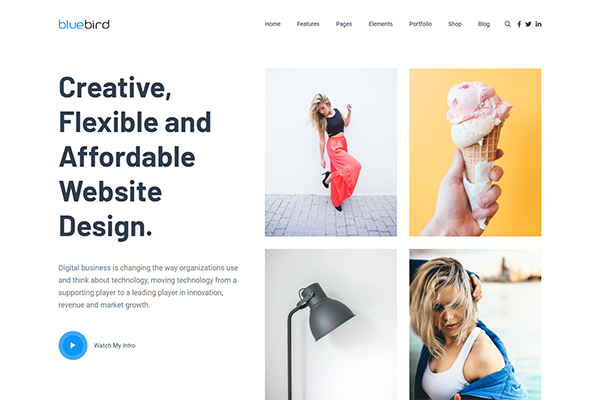 bluebird
Home Features Pages Elements Portfolio Shop Blog
Creative,
Flexible and
Affordable
Website
Design.
Digital business is changing the way organizations use
and think about technology, moving technology from a
supporting player to a leading player in innovation,
revenue and market growth.
Watch My Intro